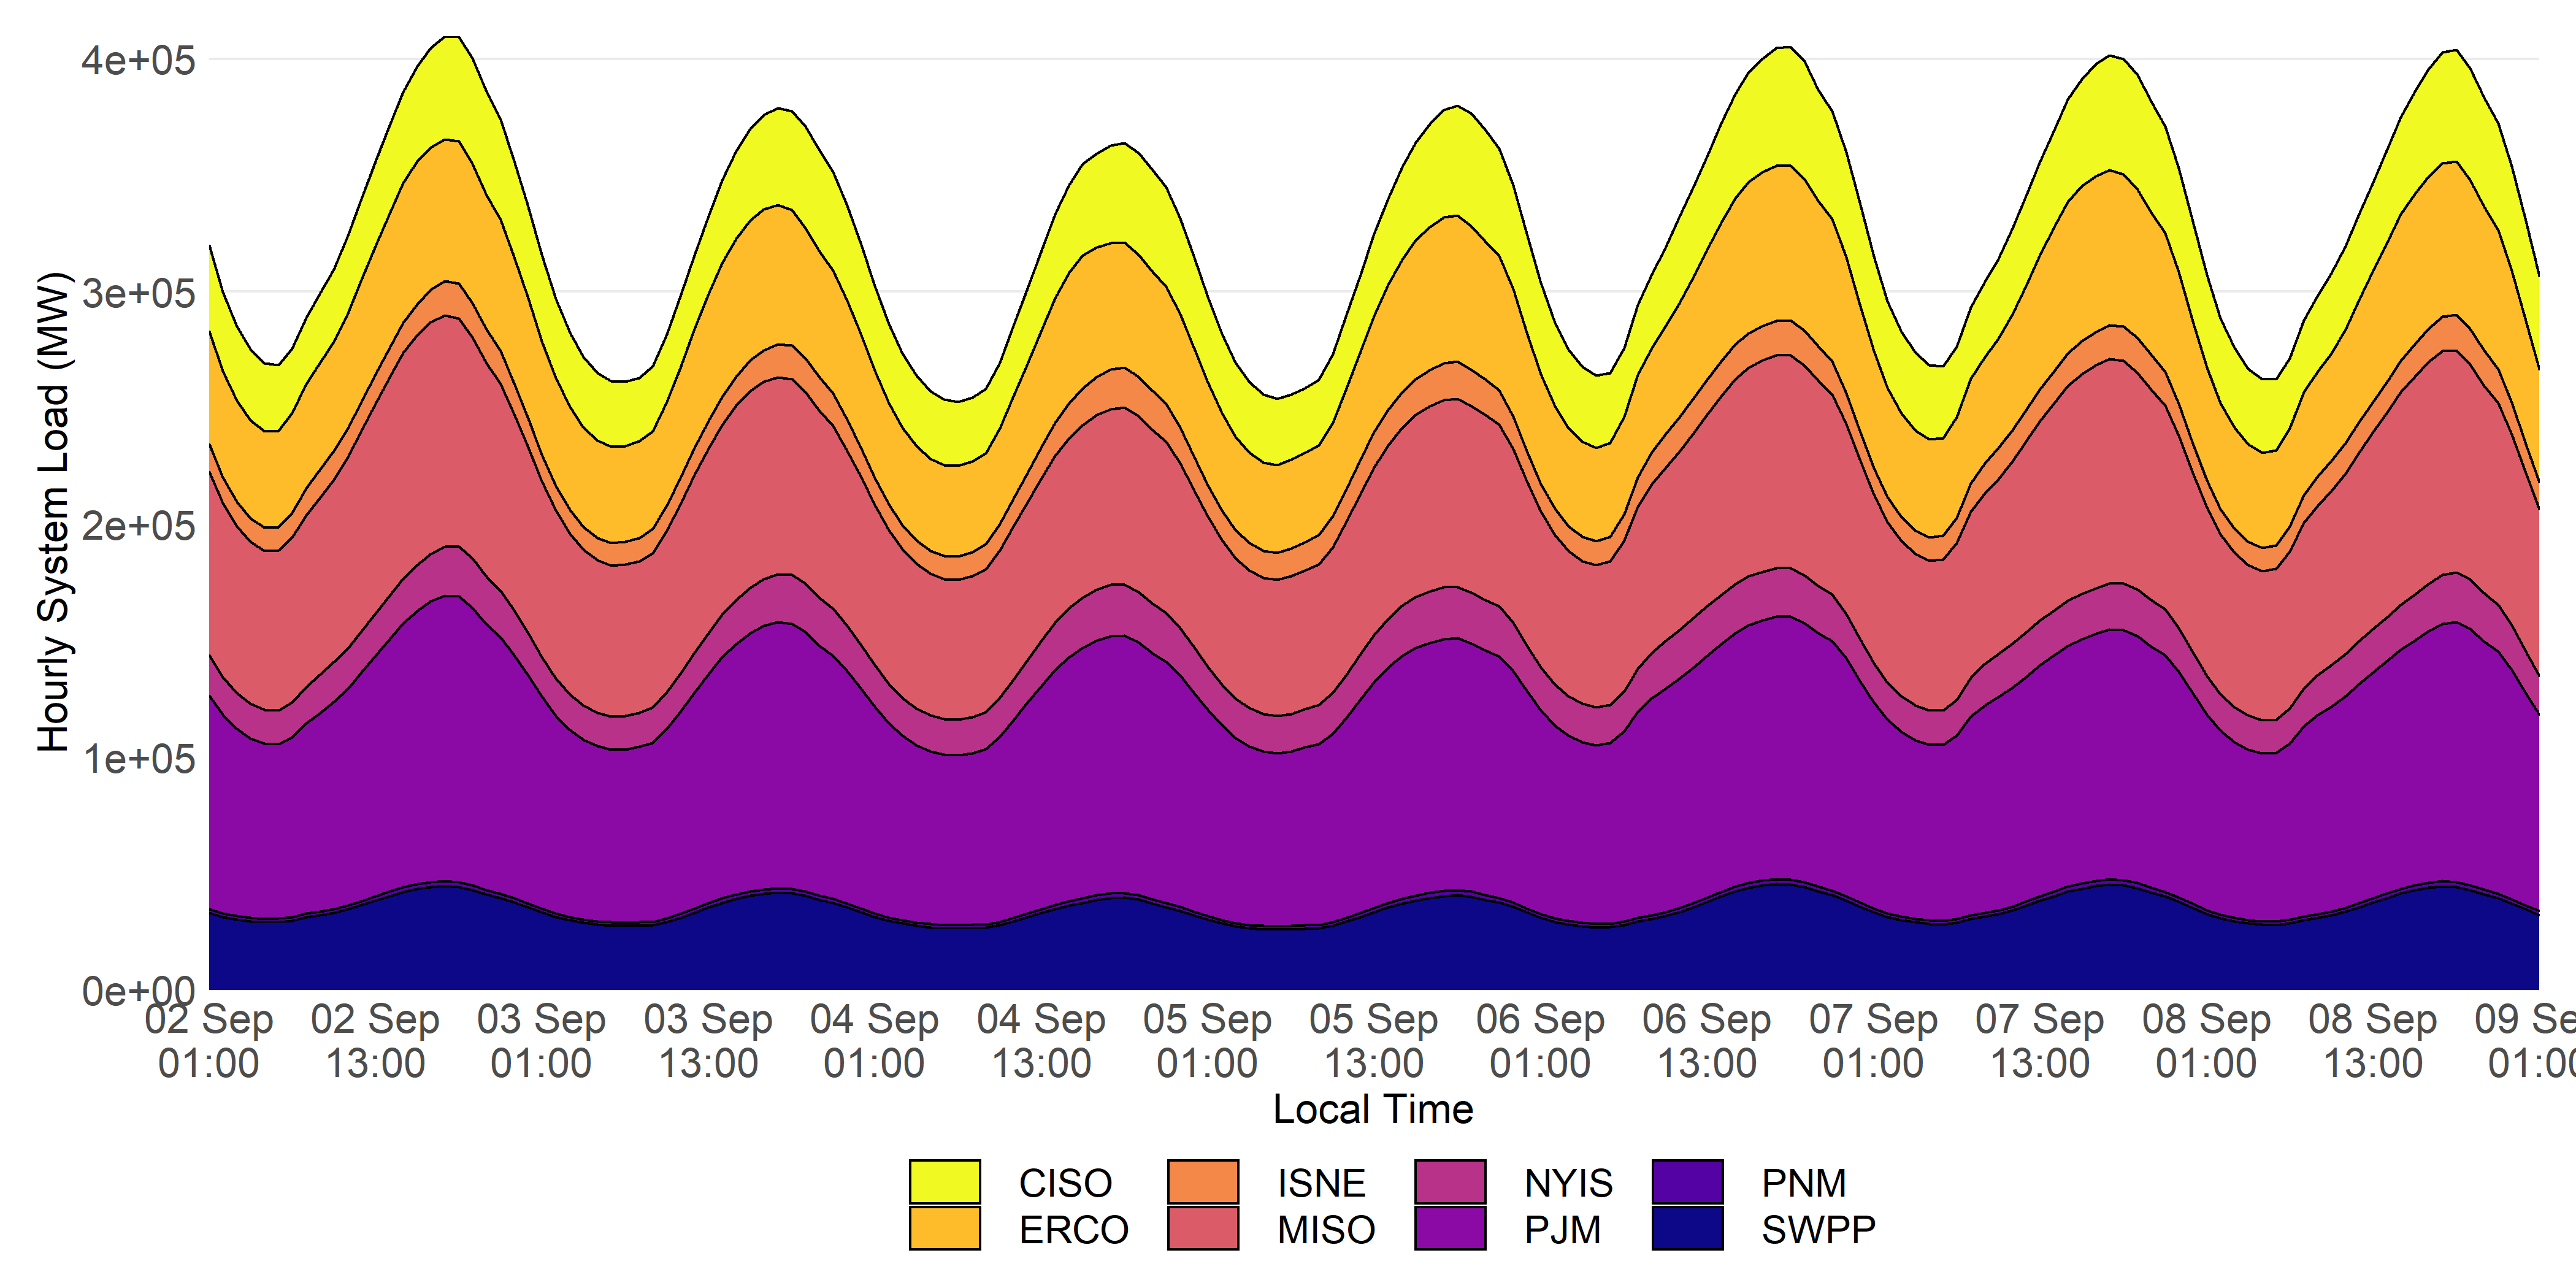 Hourly System Load (MW)
4e+05
3e+05
2e+05
1e+05
0e+00
02 Sep 02 Sep 03 Sep 03 Sep 04 Sep 04 Sep 05 Sep 05 Sep 06 Sep 06 Sep 07 Sep 07 Sep 08 Sep 08 Sep 09 Se
01:00 13:00 01:00 13:00 01:00 13:00 01:00 13:00 01:00 13:00 01:00 13:00 01:00 13:00 01:00
Local Time
CISO ISNE NYIS PNM
ERCO MISO PJM SWPP